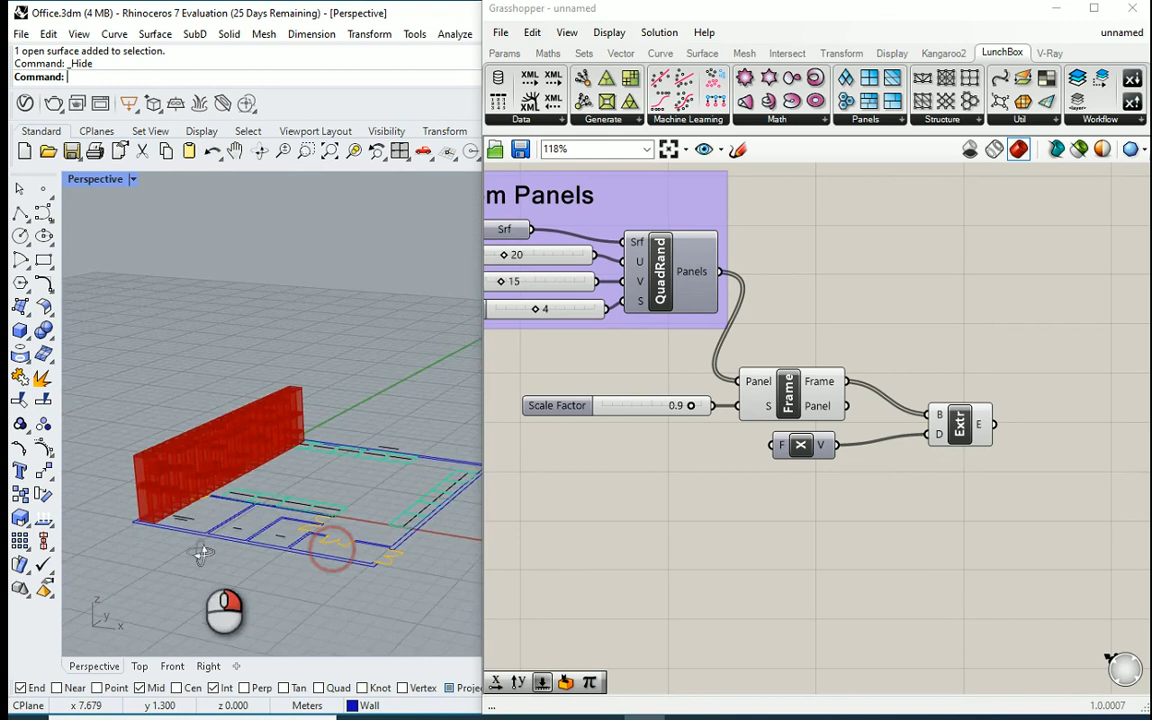 Office.3dm (4 MB) - Rhinoceros 7 Evaluation (25 Days Remaining) - [Perspective]
File Edit View Curve Surface SubD Solid Mesh Dimension Transform Tools Analyze
1 open surface added to selection.
Command: _Hide
Command:
Standard CPlanes Set View Display Select Viewport Layout Visibility Transform
Perspective
z
y
x
Perspective Top Front Right
End Near Point Mid Cen Int Perp Tan Quad Knot Vertex Projec
CPlane x 7.679 y 1.300 z 0.000 Meters Wall
Grasshopper - unnamed
File Edit View Display Solution Help unnamed
Params Maths Sets Vector Curve Surface Mesh Intersect Transform Display Kangaroo2 LunchBox V-Ray
XML XML
XML XML
Data Generate Machine Learning Math Panels Structure Util Workflow
118%
m Panels
Srf
20
15
4
Srf
U
V
S
QuadRand
Panels
Scale Factor 0.9
Panel
S
Frame
Frame
Panel
F X V
B
D
Extr
E
x y π
... 1.0.0007